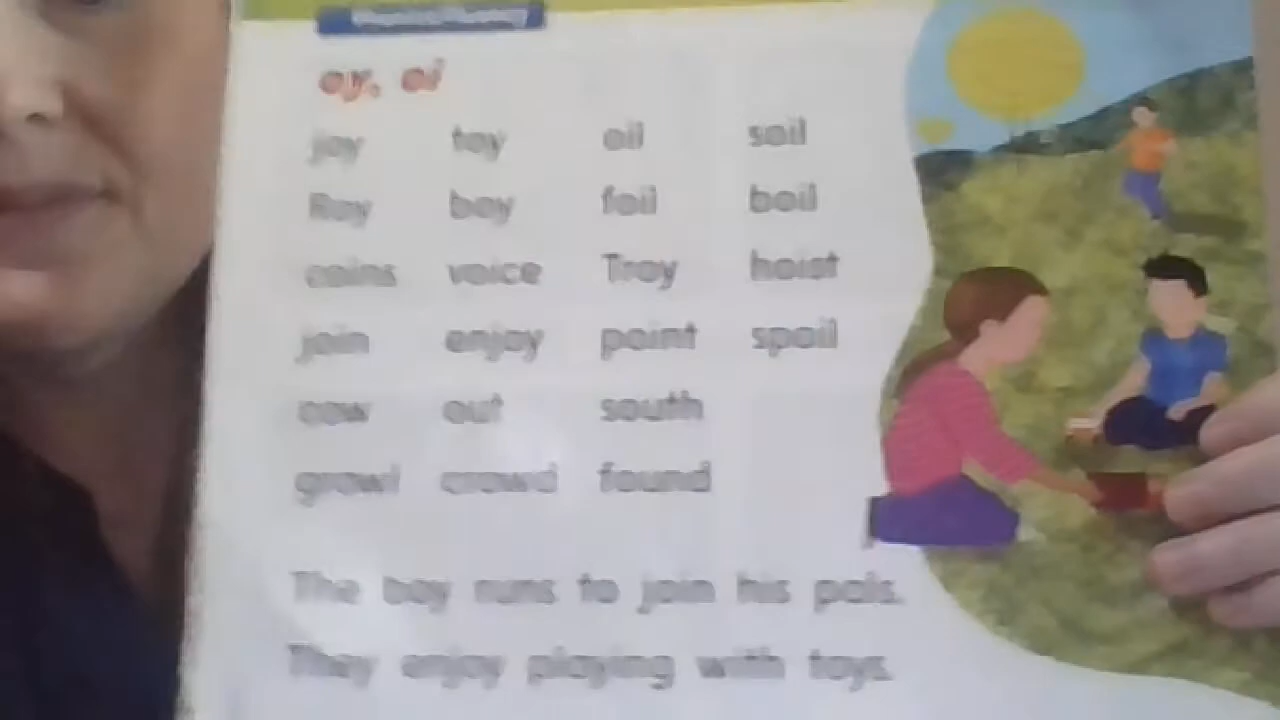 oy, oi
joy toy oil soil
Roy boy foil boil
coins voice Troy hoist
join enjoy point spoil
cow out south
growl crowd found
The boy runs to join his pals.
They enjoy playing with toys.